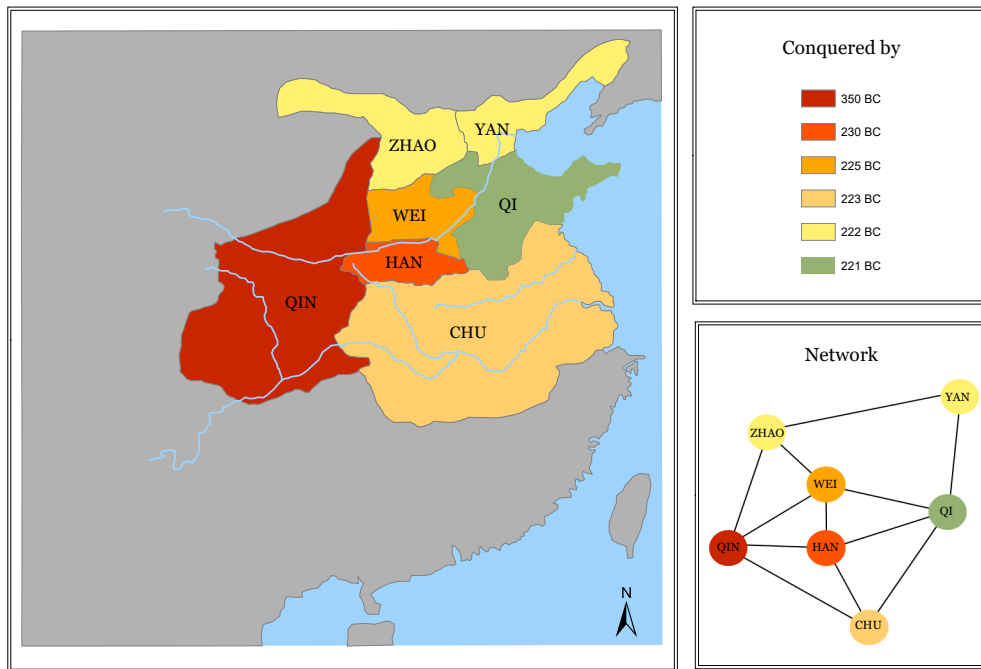 YAN
ZHAO
QI
WEI
HAN
QIN
CHU
N
Conquered by
350 BC
230 BC
225 BC
223 BC
222 BC
221 BC
Network
YAN
ZHAO
WEI
QI
QIN
HAN
CHU